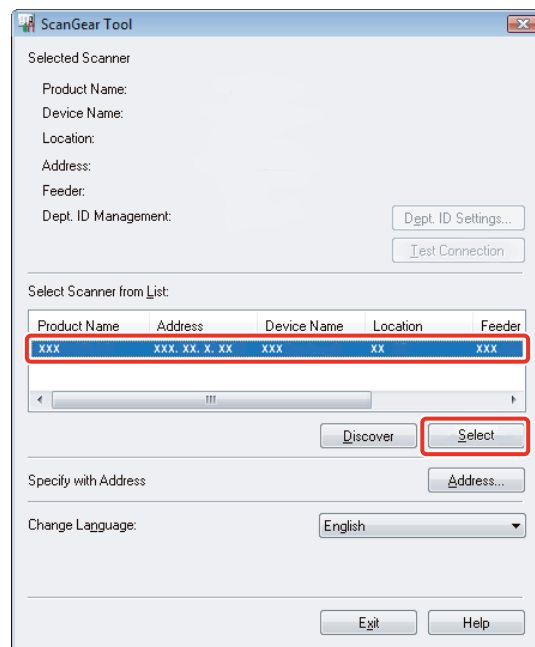 ScanGear Tool
Selected Scanner
Product Name:
Device Name:
Location:
Address:
Feeder:
Dept. ID Management:
Dept. ID Settings...
Test Connection
Select Scanner from List:
Product Name Address Device Name Location Feeder
XXX XXX. XX. X. XX XXX XX XXX
Discover Select
Specify with Address Address...
Change Language: English
Exit Help